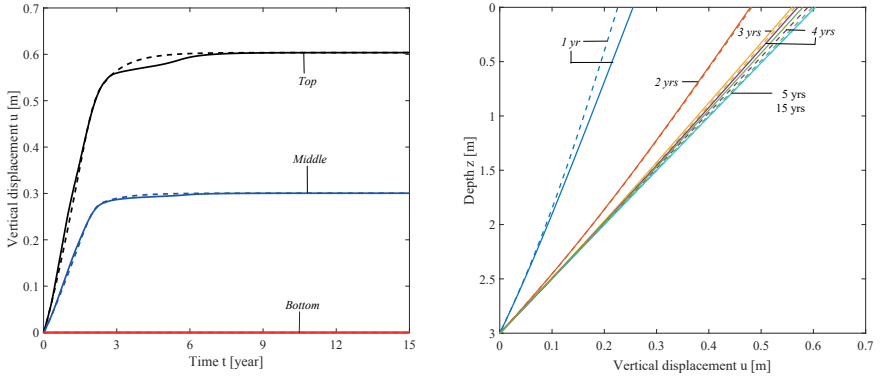 0.7
0.6
0.5
0.4
0.3
0.2
0.1
0
Vertical displacement u [m]
Top
Middle
Bottom
0 3 6 9 12 15
Time t [year]
0
0.5
1.0
1.5
2.0
2.5
3
Depth z [m]
1 yr
2 yrs
3 yrs
4 yrs
5 yrs
15 yrs
0 0.1 0.2 0.3 0.4 0.5 0.6 0.7
Vertical displacement u [m]